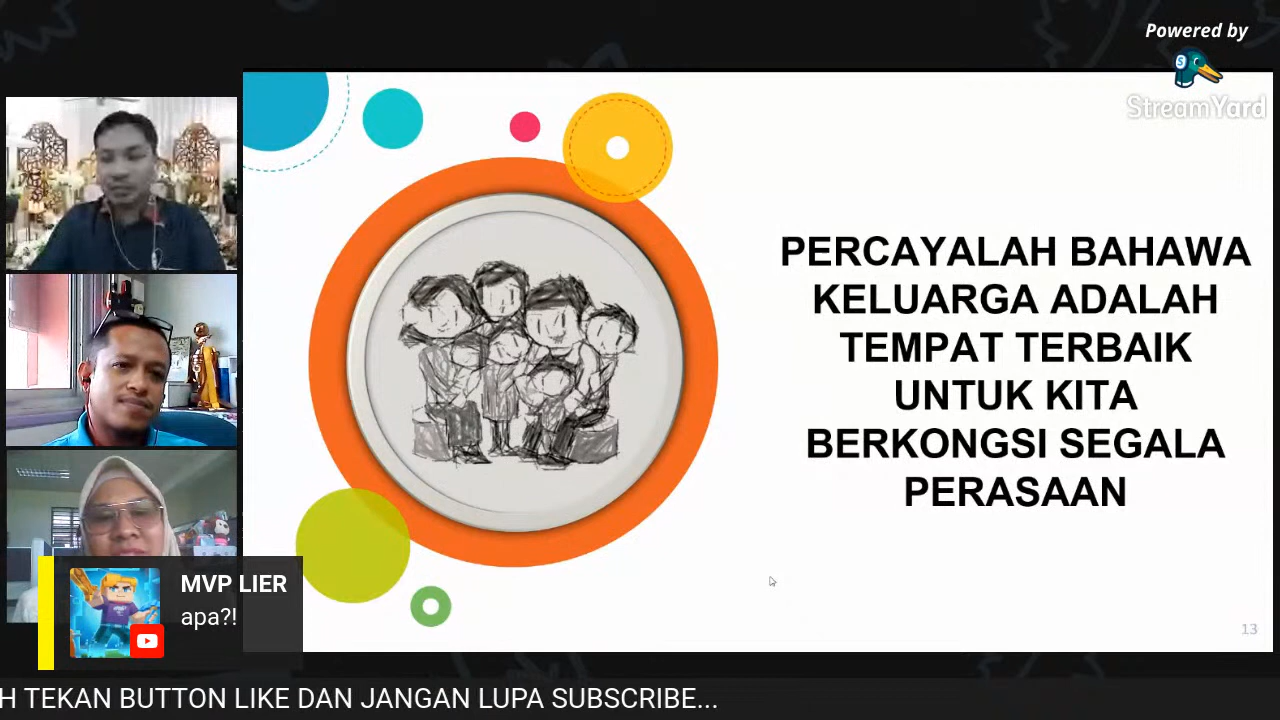 Powered by
StreamYard
PERCAYALAH BAHAWA
KELUARGA ADALAH
TEMPAT TERBAIK
UNTUK KITA
BERKONGSI SEGALA
PERASAAN
MVP LIER
apa?!
13
H TEKAN BUTTON LIKE DAN JANGAN LUPA SUBSCRIBE...